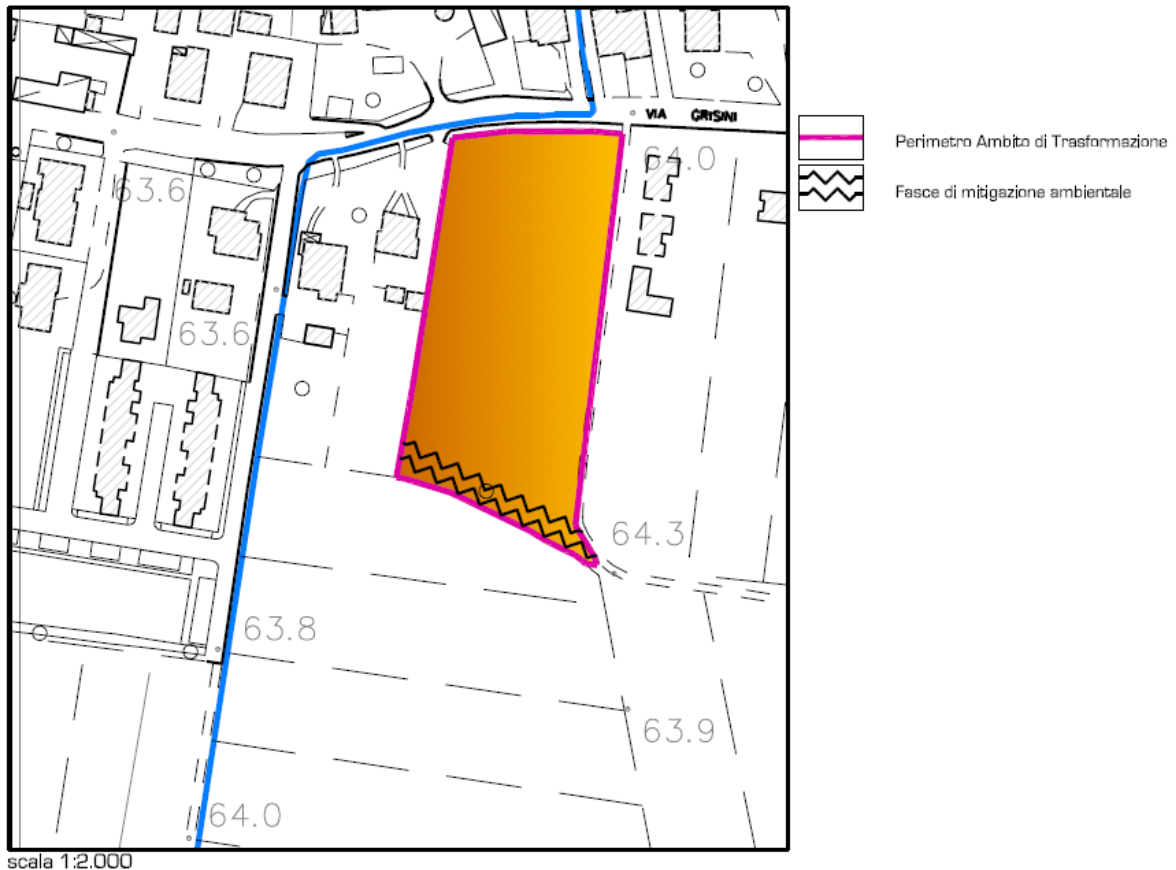 VIA GRISINI
64.0
63.6
63.6
64.3
63.8
63.9
64.0
Perimetro Ambito di Trasformazione
Fasce di mitigazione ambientale
scala 1:2.000